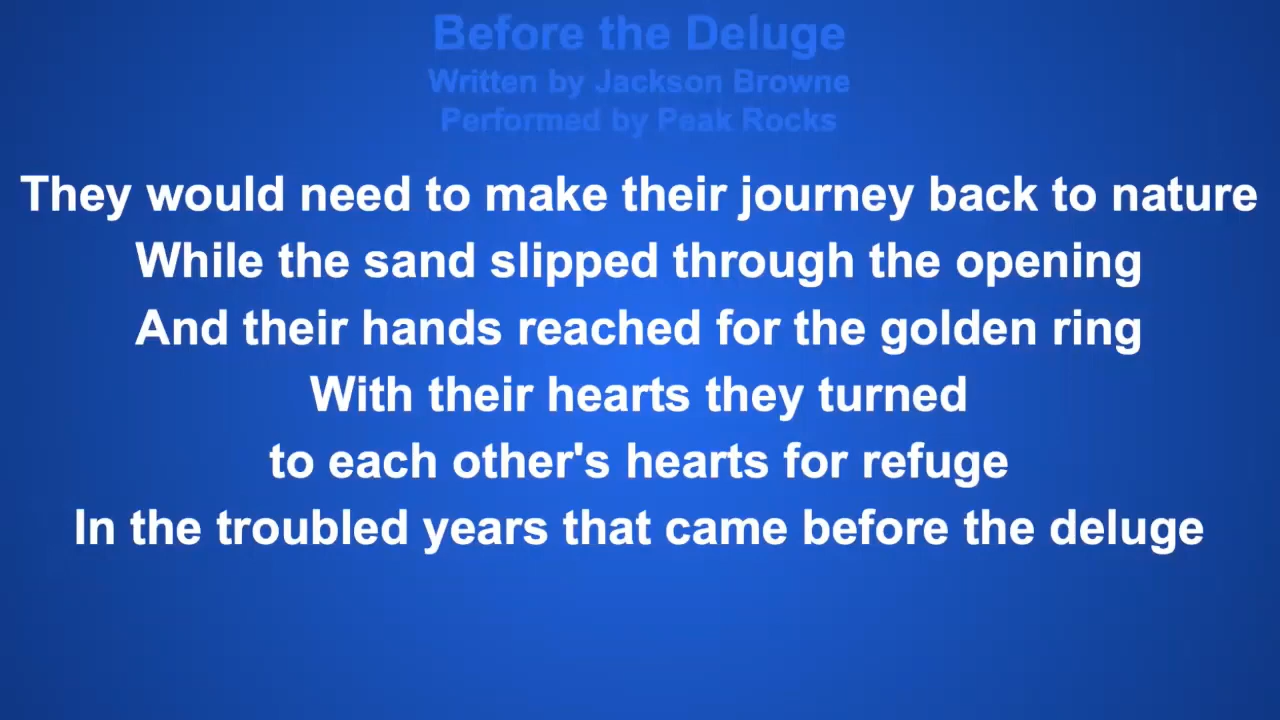 Before the Deluge
Written by Jackson Browne
Performed by Peak Rocks
They would need to make their journey back to nature
While the sand slipped through the opening
And their hands reached for the golden ring
With their hearts they turned
to each other's hearts for refuge
In the troubled years that came before the deluge